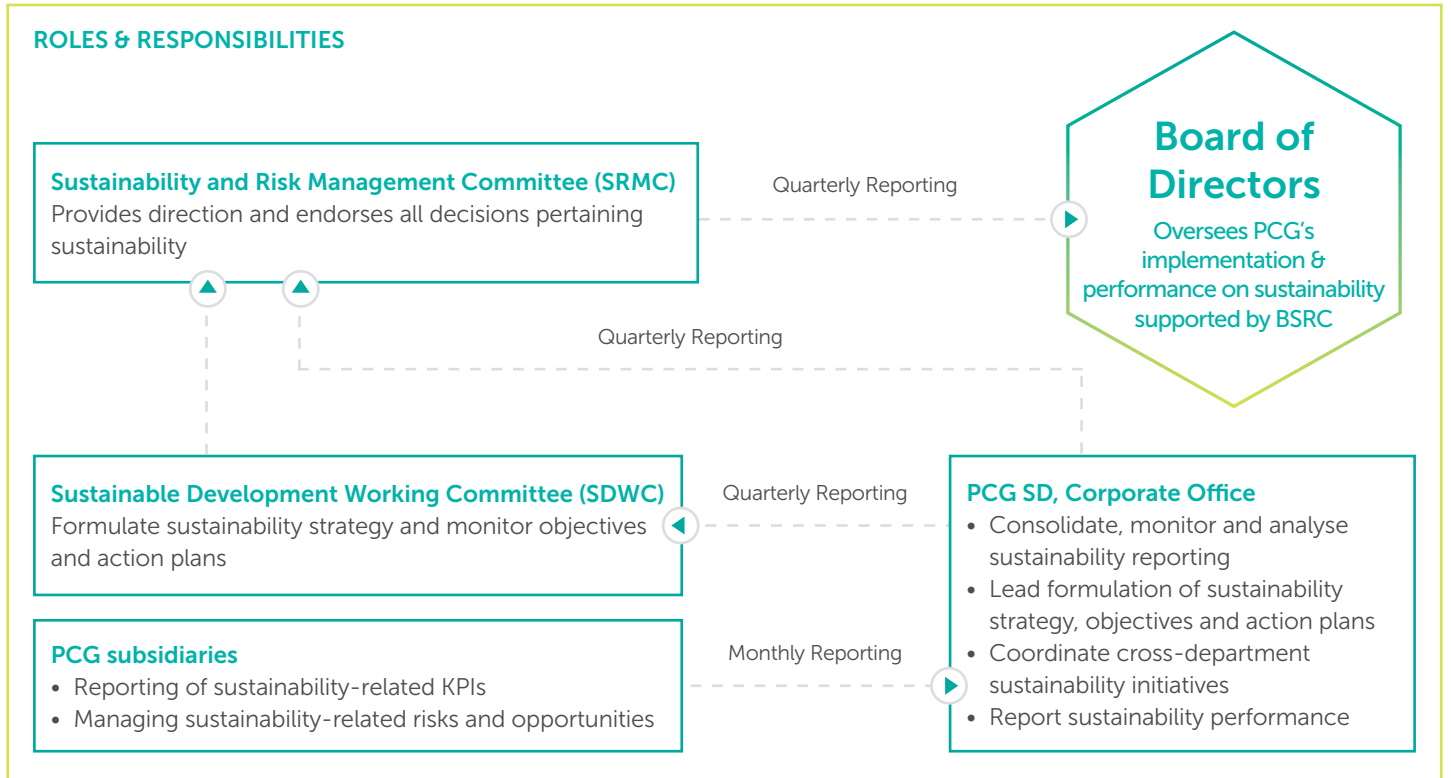 ROLES & RESPONSIBILITIES
Sustainability and Risk Management Committee (SRMC)
Provides direction and endorses all decisions pertaining
sustainability
Quarterly Reporting
Board of
Directors
Oversees PCG's
implementation &
performance on sustainability
supported by BSRC
Quarterly Reporting
Sustainable Development Working Committee (SDWC)
Formulate sustainability strategy and monitor objectives
and action plans
Quarterly Reporting
PCG subsidiaries
• Reporting of sustainability-related KPIs
• Managing sustainability-related risks and opportunities
Monthly Reporting
PCG SD, Corporate Office
• Consolidate, monitor and analyse
sustainability reporting
• Lead formulation of sustainability
strategy, objectives and action plans
• Coordinate cross-department
sustainability initiatives
• Report sustainability performance